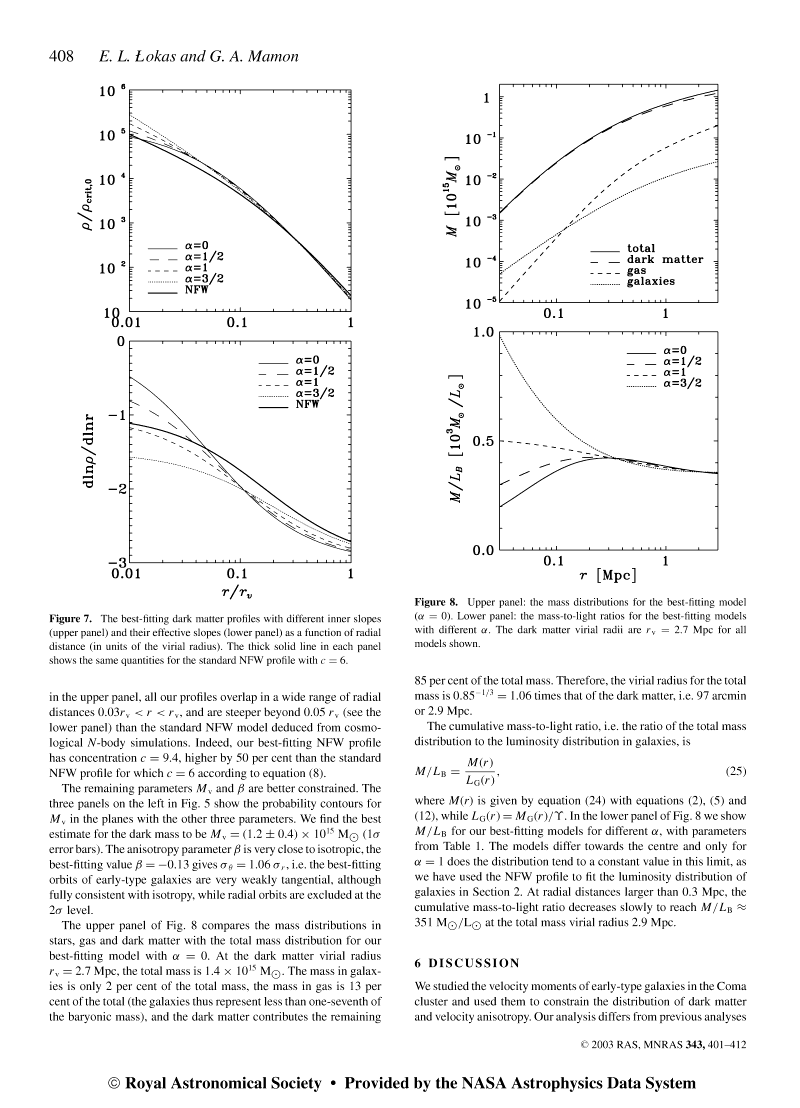 408 E. L. Łokas and G. A. Mamon
10 6
10 5
10 4
10 3
10 2
10
ρ/ρcrit,0
α=0
α=1/2
α=1
α=3/2
NFW
0.01 0.1 1
0
−1
−2
−3
dlnρ/dlnr
α=0
α=1/2
α=1
α=3/2
NFW
0.01 0.1 1
r/rv
Figure 7. The best-fitting dark matter profiles with different inner slopes
(upper panel) and their effective slopes (lower panel) as a function of radial
distance (in units of the virial radius). The thick solid line in each panel
shows the same quantities for the standard NFW profile with c = 6.
in the upper panel, all our profiles overlap in a wide range of radial
distances 0.03rv < r < rv, and are steeper beyond 0.05 rv (see the
lower panel) than the standard NFW model deduced from cosmo-
logical N-body simulations. Indeed, our best-fitting NFW profile
has concentration c = 9.4, higher by 50 per cent than the standard
NFW profile for which c = 6 according to equation (8).
The remaining parameters Mv and β are better constrained. The
three panels on the left in Fig. 5 show the probability contours for
Mv in the planes with the other three parameters. We find the best
estimate for the dark mass to be Mv = (1.2 ± 0.4) × 10^15 M⊙ (1σ
error bars). The anisotropy parameter β is very close to isotropic, the
best-fitting value β = −0.13 gives σθ = 1.06 σr, i.e. the best-fitting
orbits of early-type galaxies are very weakly tangential, although
fully consistent with isotropy, while radial orbits are excluded at the
2σ level.
The upper panel of Fig. 8 compares the mass distributions in
stars, gas and dark matter with the total mass distribution for our
best-fitting model with α = 0. At the dark matter virial radius
rv = 2.7 Mpc, the total mass is 1.4 × 10^15 M⊙. The mass in galax-
ies is only 2 per cent of the total mass, the mass in gas is 13 per
cent of the total (the galaxies thus represent less than one-seventh of
the baryonic mass), and the dark matter contributes the remaining
1
10 −1
10 −2
10 −3
10 −4
10 −5
M [10^15 M⊙]
total
dark matter
gas
galaxies
0.1 1
1.0
0.5
0.0
M/LB [10^3 M⊙/L⊙]
α=0
α=1/2
α=1
α=3/2
0.1 1
r [Mpc]
Figure 8. Upper panel: the mass distributions for the best-fitting model
(α = 0). Lower panel: the mass-to-light ratios for the best-fitting models
with different α. The dark matter virial radii are rv = 2.7 Mpc for all
models shown.
85 per cent of the total mass. Therefore, the virial radius for the total
mass is 0.85^−1/3 = 1.06 times that of the dark matter, i.e. 97 arcmin
or 2.9 Mpc.
The cumulative mass-to-light ratio, i.e. the ratio of the total mass
distribution to the luminosity distribution in galaxies, is
M/LB = M(r)/LG(r), (25)
where M(r) is given by equation (24) with equations (2), (5) and
(12), while LG(r) = MG(r)/ϒ. In the lower panel of Fig. 8 we show
M/LB for our best-fitting models for different α, with parameters
from Table 1. The models differ towards the centre and only for
α = 1 does the distribution tend to a constant value in this limit, as
we have used the NFW profile to fit the luminosity distribution of
galaxies in Section 2. At radial distances larger than 0.3 Mpc, the
cumulative mass-to-light ratio decreases slowly to reach M/LB ≈
351 M⊙/L⊙ at the total mass virial radius 2.9 Mpc.
6 DISCUSSION
We studied the velocity moments of early-type galaxies in the Coma
cluster and used them to constrain the distribution of dark matter
and velocity anisotropy. Our analysis differs from previous analyses
© 2003 RAS, MNRAS 343, 401–412
© Royal Astronomical Society • Provided by the NASA Astrophysics Data System